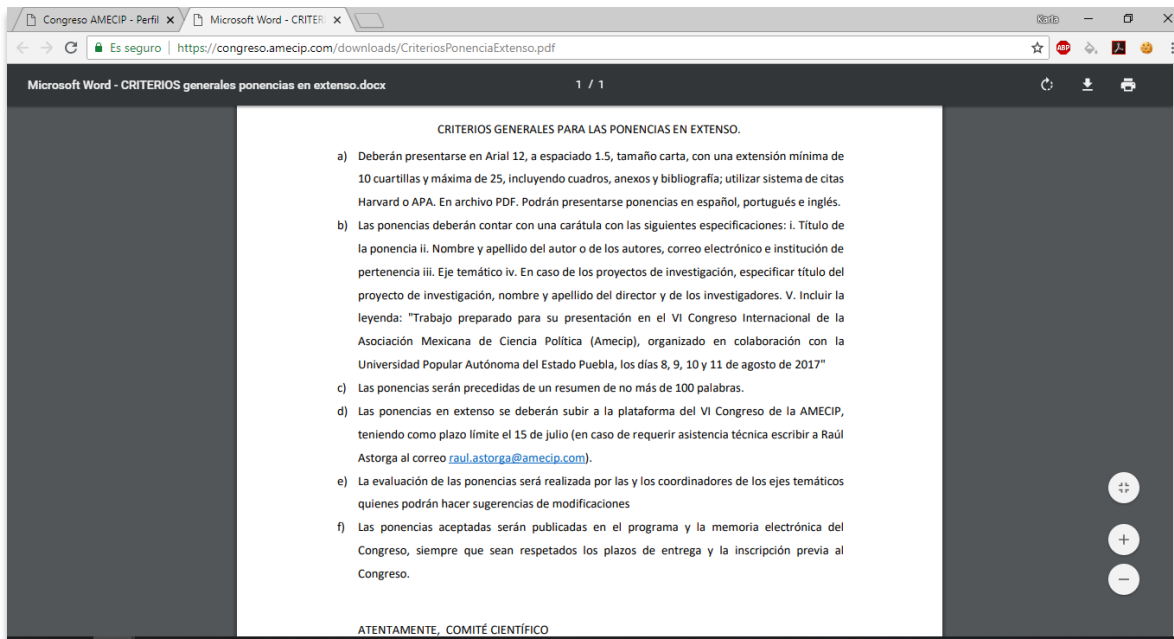 Congreso AMECIP - Perfil
Microsoft Word - CRITER
Karla
Es seguro | https://congreso.amecip.com/downloads/CriteriosPonenciaExtenso.pdf
ABP
Microsoft Word - CRITERIOS generales ponencias en extenso.docx
1 / 1
CRITERIOS GENERALES PARA LAS PONENCIAS EN EXTENSO.
a) Deberán presentarse en Arial 12, a espaciado 1.5, tamaño carta, con una extensión mínima de
10 cuartillas y máxima de 25, incluyendo cuadros, anexos y bibliografía; utilizar sistema de citas
Harvard o APA. En archivo PDF. Podrán presentarse ponencias en español, portugués e inglés.
b) Las ponencias deberán contar con una carátula con las siguientes especificaciones: i. Título de
la ponencia ii. Nombre y apellido del autor o de los autores, correo electrónico e institución de
pertenencia iii. Eje temático iv. En caso de los proyectos de investigación, especificar título del
proyecto de investigación, nombre y apellido del director y de los investigadores. V. Incluir la
leyenda: "Trabajo preparado para su presentación en el VI Congreso Internacional de la
Asociación Mexicana de Ciencia Política (Amecip), organizado en colaboración con la
Universidad Popular Autónoma del Estado Puebla, los días 8, 9, 10 y 11 de agosto de 2017"
c) Las ponencias serán precedidas de un resumen de no más de 100 palabras.
d) Las ponencias en extenso se deberán subir a la plataforma del VI Congreso de la AMECIP,
teniendo como plazo límite el 15 de julio (en caso de requerir asistencia técnica escribir a Raúl
Astorga al correo raul.astorga@amecip.com).
e) La evaluación de las ponencias será realizada por las y los coordinadores de los ejes temáticos
quienes podrán hacer sugerencias de modificaciones
f) Las ponencias aceptadas serán publicadas en el programa y la memoria electrónica del
Congreso, siempre que sean respetados los plazos de entrega y la inscripción previa al
Congreso.
ATENTAMENTE, COMITÉ CIENTÍFICO